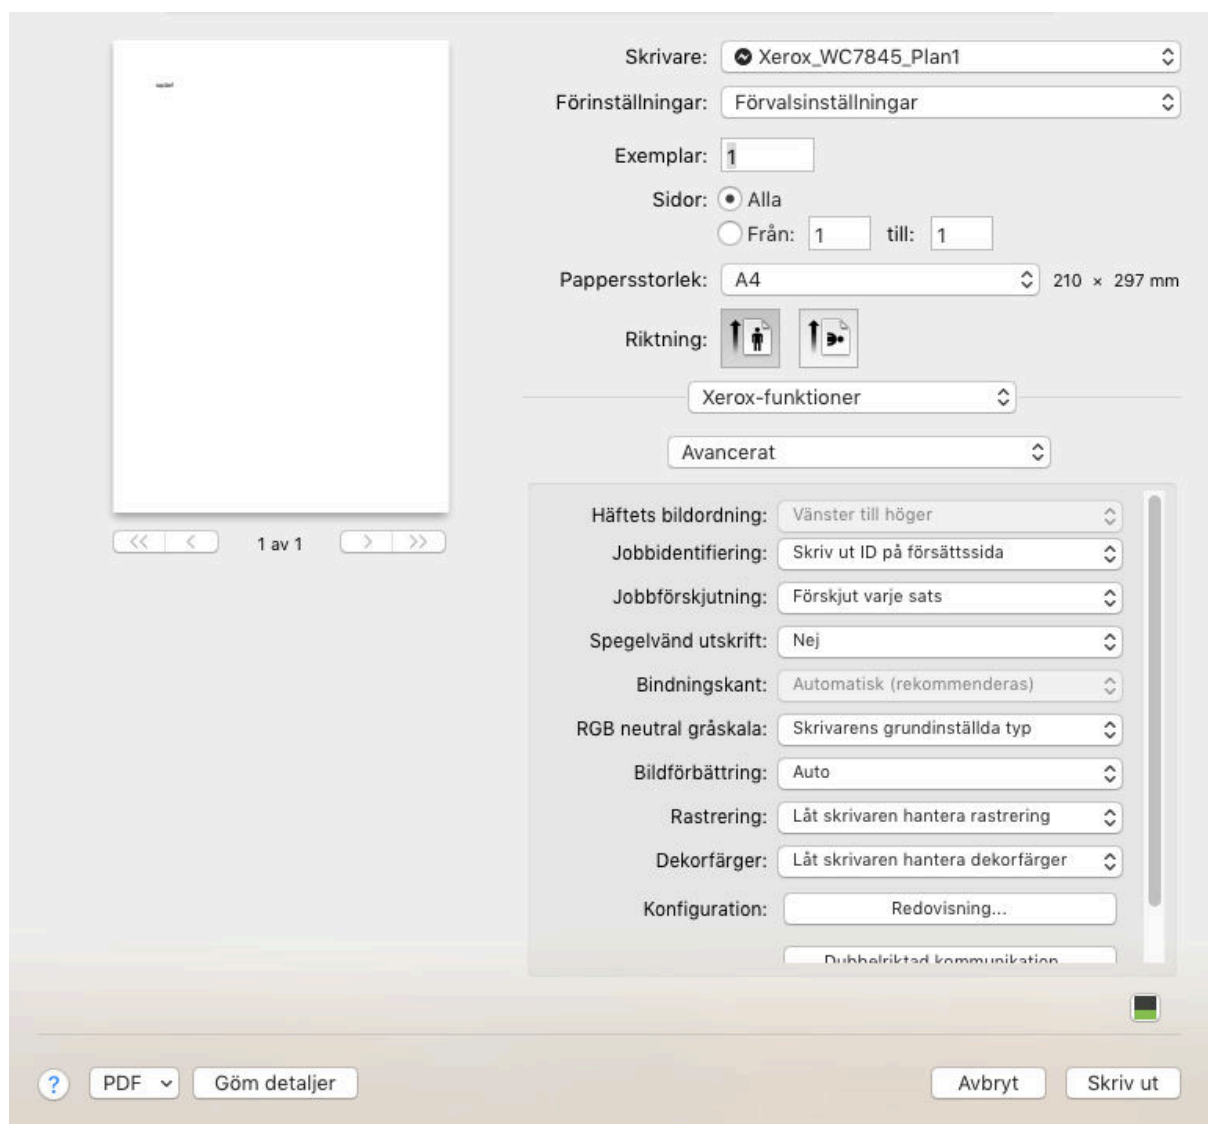 Skrivare: Xerox_WC7845_Plan1
Förinställningar: Förvalsinställningar
Exemplar: 1
Sidor: Alla
Från: 1 till: 1
Pappersstorlek: A4 210 × 297 mm
Riktning:
Xerox-funktioner
Avancerat
Häftets bildordning: Vänster till höger
Jobbidentifiering: Skriv ut ID på försättssida
Jobbförskjutning: Förskjut varje sats
Spegelvänd utskrift: Nej
Bindningskant: Automatisk (rekommenderas)
RGB neutral gråskala: Skrivarens grundinställda typ
Bildförbättring: Auto
Rastrering: Låt skrivaren hantera rastrering
Dekorfärger: Låt skrivaren hantera dekorfärger
Konfiguration: Redovisning...
Dubbelriktad kommunikation
<< < 1 av 1 > >>
? PDF Göm detaljer Avbryt Skriv ut